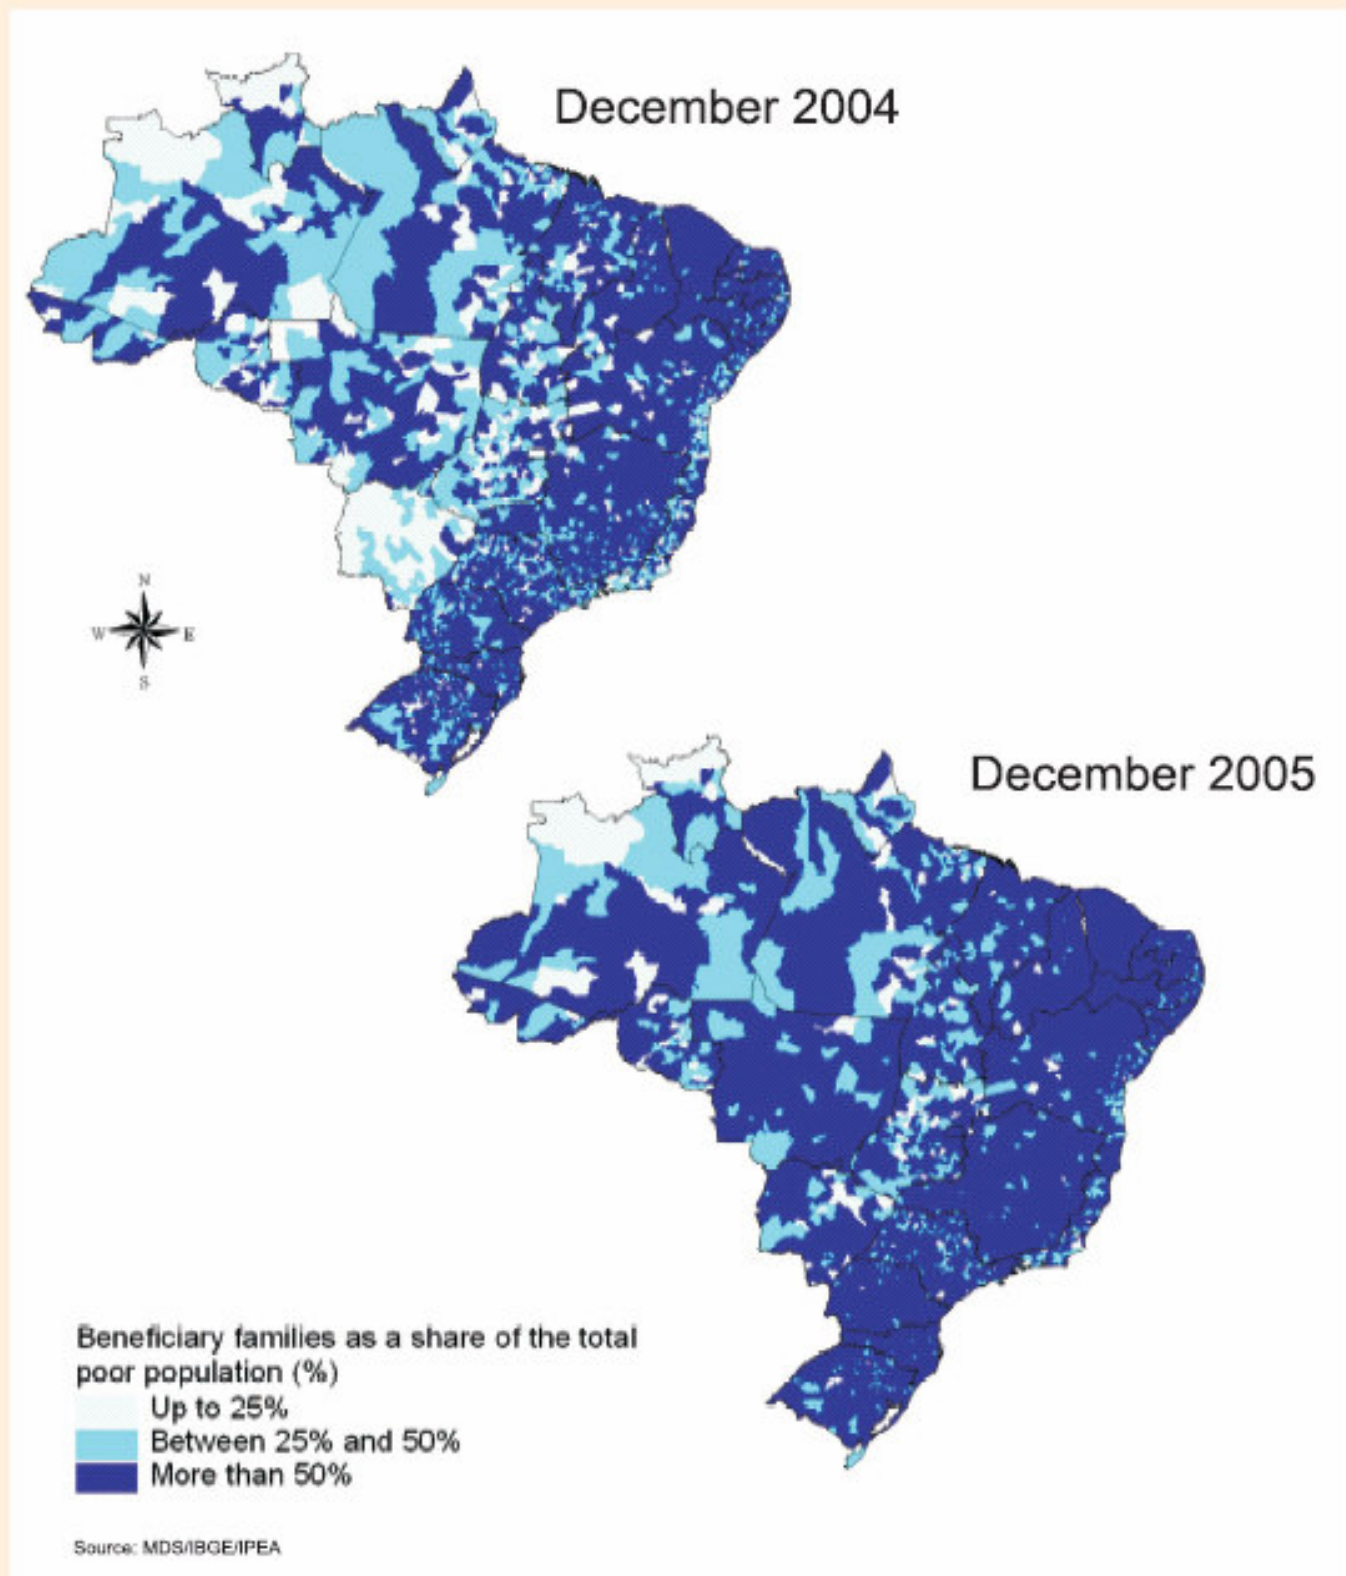 December 2004
N
W E
S
December 2005
Beneficiary families as a share of the total
poor population (%)
Up to 25%
Between 25% and 50%
More than 50%
Source: MDS/IBGE/IPEA